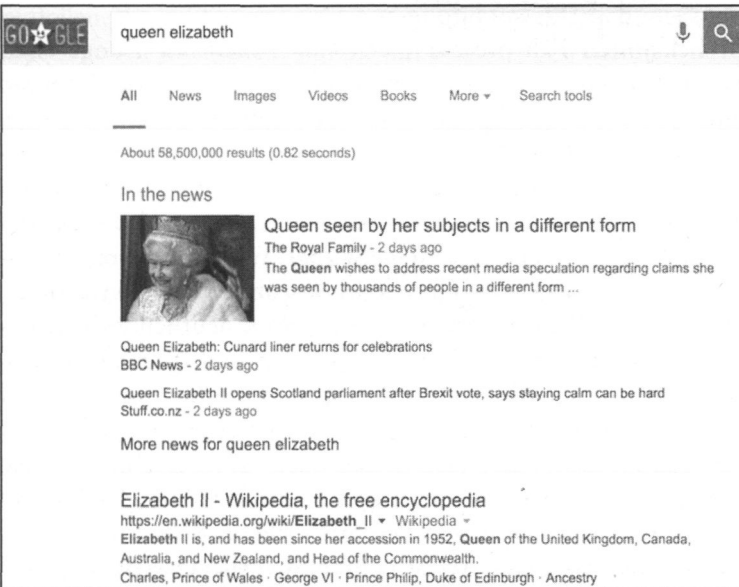 GO GLE
queen elizabeth
All News Images Videos Books More Search tools
About 58,500,000 results (0.82 seconds)
In the news
Queen seen by her subjects in a different form
The Royal Family - 2 days ago
The Queen wishes to address recent media speculation regarding claims she
was seen by thousands of people in a different form ...
Queen Elizabeth: Cunard liner returns for celebrations
BBC News - 2 days ago
Queen Elizabeth II opens Scotland parliament after Brexit vote, says staying calm can be hard
Stuff.co.nz - 2 days ago
More news for queen elizabeth
Elizabeth II - Wikipedia, the free encyclopedia
https://en.wikipedia.org/wiki/Elizabeth_II Wikipedia
Elizabeth II is, and has been since her accession in 1952, Queen of the United Kingdom, Canada,
Australia, and New Zealand, and Head of the Commonwealth.
Charles, Prince of Wales · George VI · Prince Philip, Duke of Edinburgh · Ancestry